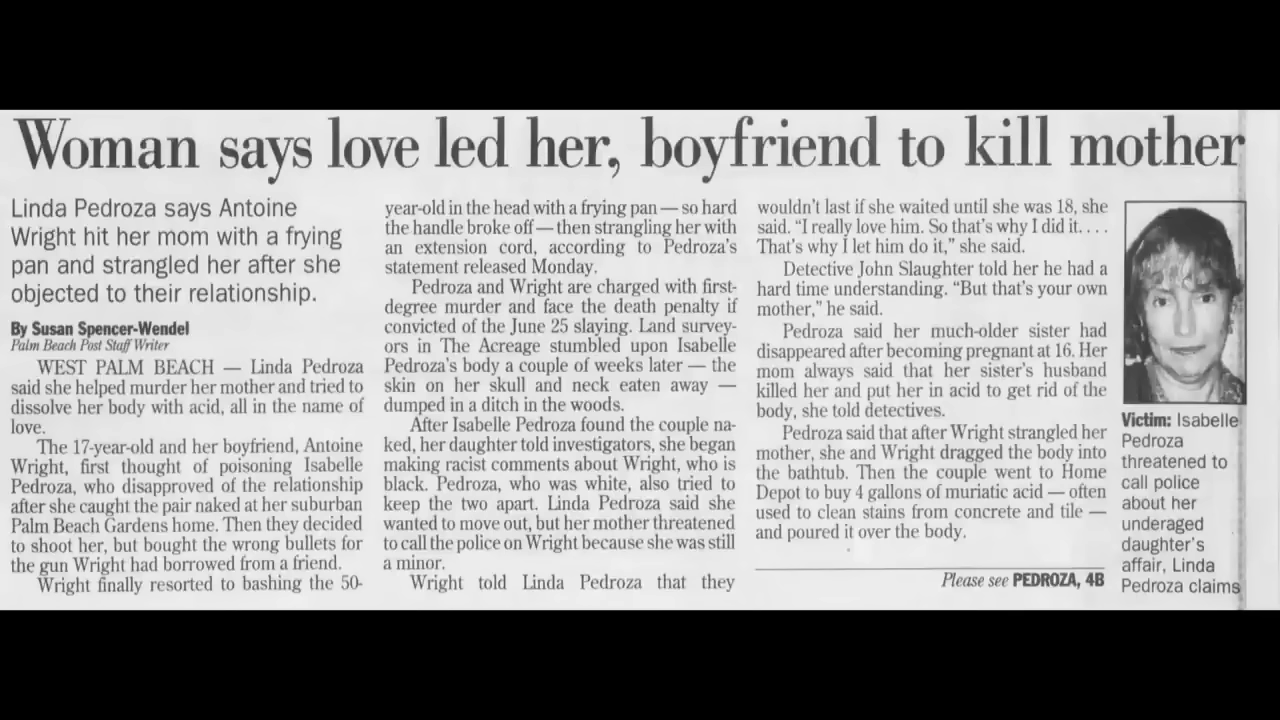 Woman says love led her, boyfriend to kill mother
Linda Pedroza says Antoine
Wright hit her mom with a frying
pan and strangled her after she
objected to their relationship.
By Susan Spencer-Wendel
Palm Beach Post Staff Writer
WEST PALM BEACH — Linda Pedroza
said she helped murder her mother and tried to
dissolve her body with acid, all in the name of
love.
The 17-year-old and her boyfriend, Antoine
Wright, first thought of poisoning Isabelle
Pedroza, who disapproved of the relationship
after she caught the pair naked at her suburban
Palm Beach Gardens home. Then they decided
to shoot her, but bought the wrong bullets for
the gun Wright had borrowed from a friend.
Wright finally resorted to bashing the 50-
year-old in the head with a frying pan — so hard
the handle broke off — then strangling her with
an extension cord, according to Pedroza's
statement released Monday.
Pedroza and Wright are charged with first-
degree murder and face the death penalty if
convicted of the June 25 slaying. Land survey-
ors in The Acreage stumbled upon Isabelle
Pedroza's body a couple of weeks later — the
skin on her skull and neck eaten away —
dumped in a ditch in the woods.
After Isabelle Pedroza found the couple na-
ked, her daughter told investigators, she began
making racist comments about Wright, who is
black. Pedroza, who was white, also tried to
keep the two apart. Linda Pedroza said she
wanted to move out, but her mother threatened
to call the police on Wright because she was still
a minor.
Wright told Linda Pedroza that they
wouldn't last if she waited until she was 18, she
said. "I really love him. So that's why I did it. . . .
That's why I let him do it," she said.
Detective John Slaughter told her he had a
hard time understanding. "But that's your own
mother," he said.
Pedroza said her much-older sister had
disappeared after becoming pregnant at 16. Her
mom always said that her sister's husband
killed her and put her in acid to get rid of the
body, she told detectives.
Pedroza said that after Wright strangled her
mother, she and Wright dragged the body into
the bathtub. Then the couple went to Home
Depot to buy 4 gallons of muriatic acid — often
used to clean stains from concrete and tile —
and poured it over the body.
Please see PEDROZA, 4B
Victim: Isabelle
Pedroza
threatened to
call police
about her
underaged
daughter's
affair, Linda
Pedroza claims